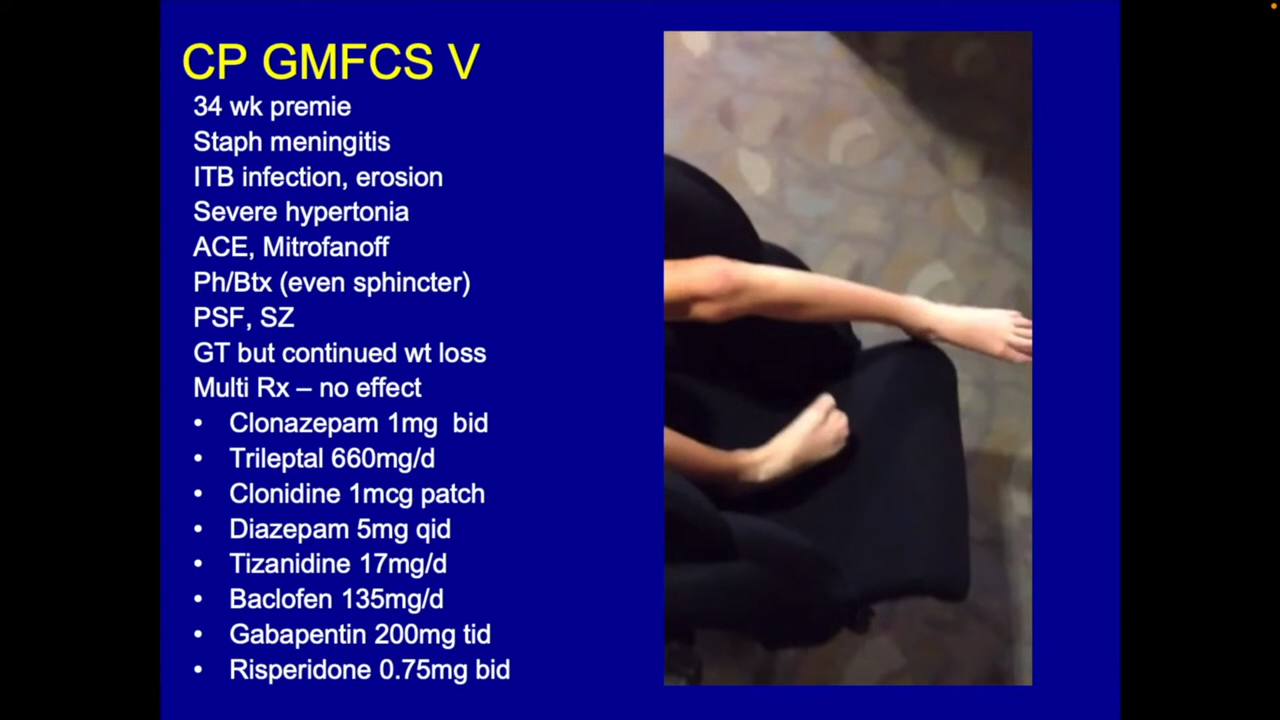 CP GMFCS V
34 wk premie
Staph meningitis
ITB infection, erosion
Severe hypertonia
ACE, Mitrofanoff
Ph/Btx (even sphincter)
PSF, SZ
GT but continued wt loss
Multi Rx – no effect
• Clonazepam 1mg  bid
• Trileptal 660mg/d
• Clonidine 1mcg patch
• Diazepam 5mg qid
• Tizanidine 17mg/d
• Baclofen 135mg/d
• Gabapentin 200mg tid
• Risperidone 0.75mg bid